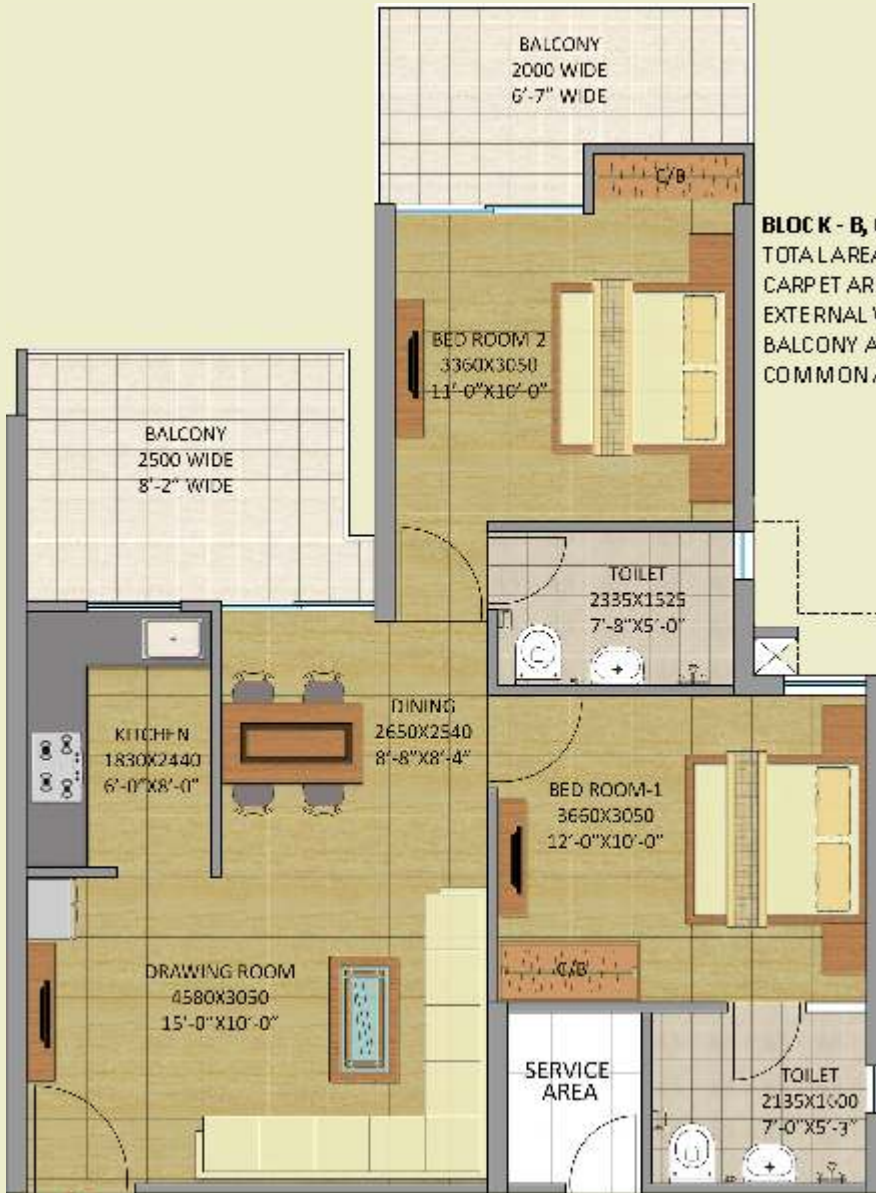 BALCONY
2000 WIDE
6'-7" WIDE
C/B
BLOCK - B,
TOTAL AREA
CARPET AR
EXTERNAL
BALCONY A
COMMON
BED ROOM-2
3360X3050
11'-0"X10'-0"
BALCONY
2500 WIDE
8'-2" WIDE
TOILET
2335X1525
7'-8"X5'-0"
DINING
2650X2540
8'-8"X8'-4"
KITCHEN
1830X2440
6'-0"X8'-0"
BED ROOM-1
3660X3050
12'-0"X10'-0"
C/B
DRAWING ROOM
4580X3050
15'-0"X10'-0"
SERVICE
AREA
TOILET
2135X1600
7'-0"X5'-3"